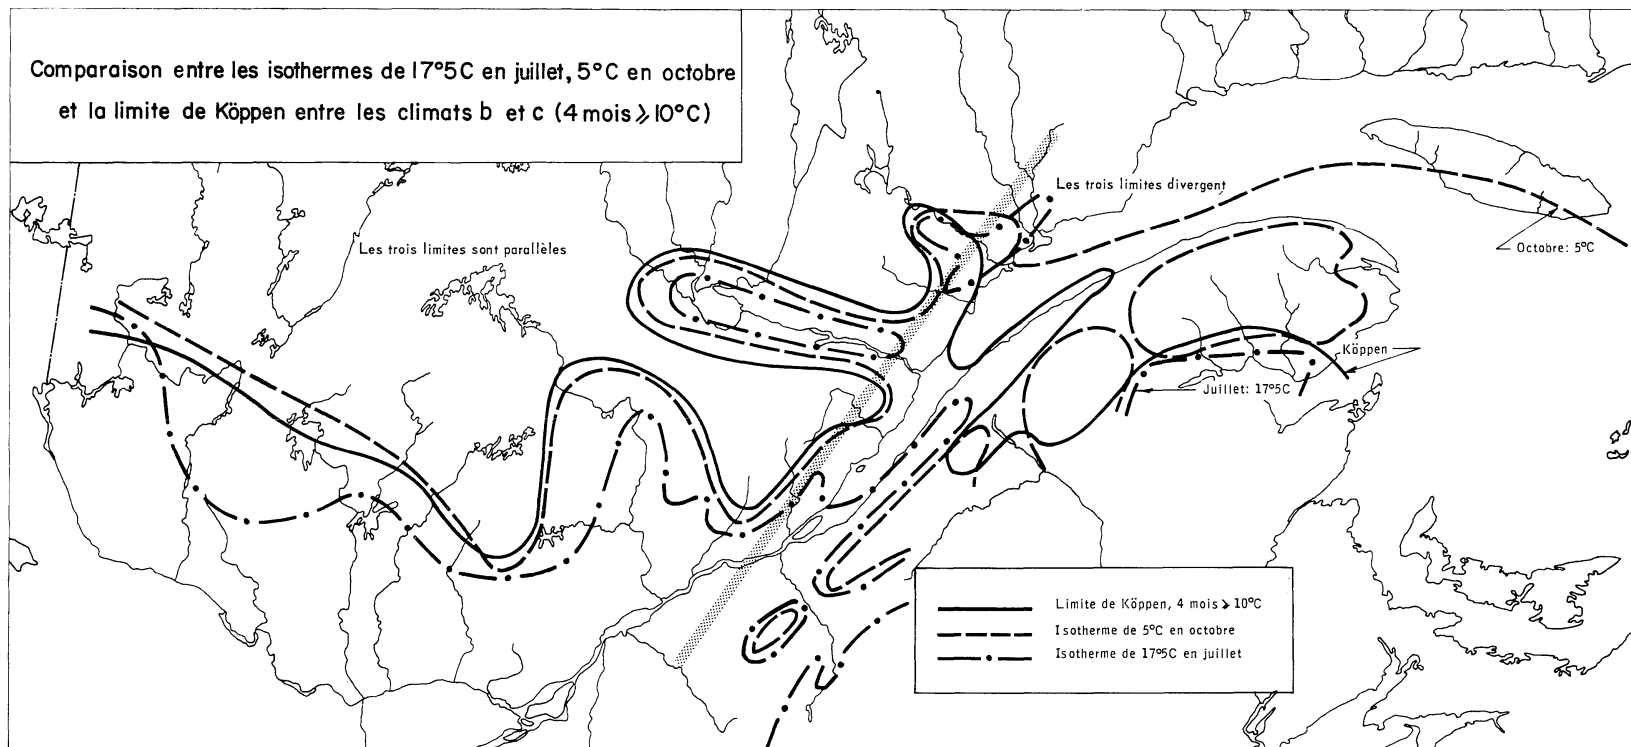 Comparaison entre les isothermes de 17°5C en juillet, 5°C en octobre
et la limite de Köppen entre les climats b et c (4 mois ⩾ 10°C)
Les trois limites divergent
Les trois limites sont parallèles
Octobre: 5°C
Köppen
Juillet: 17°5C
Limite de Köppen, 4 mois ⩾ 10°C
Isotherme de 5°C en octobre
Isotherme de 17°5C en juillet